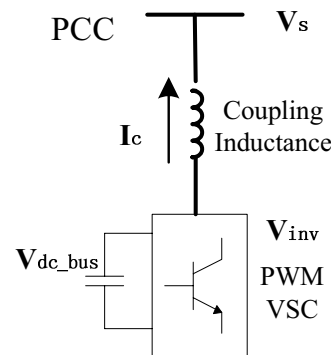 PCC
Vs
Ic
Coupling
Inductance
Vdc_bus
Vinv
PWM
VSC